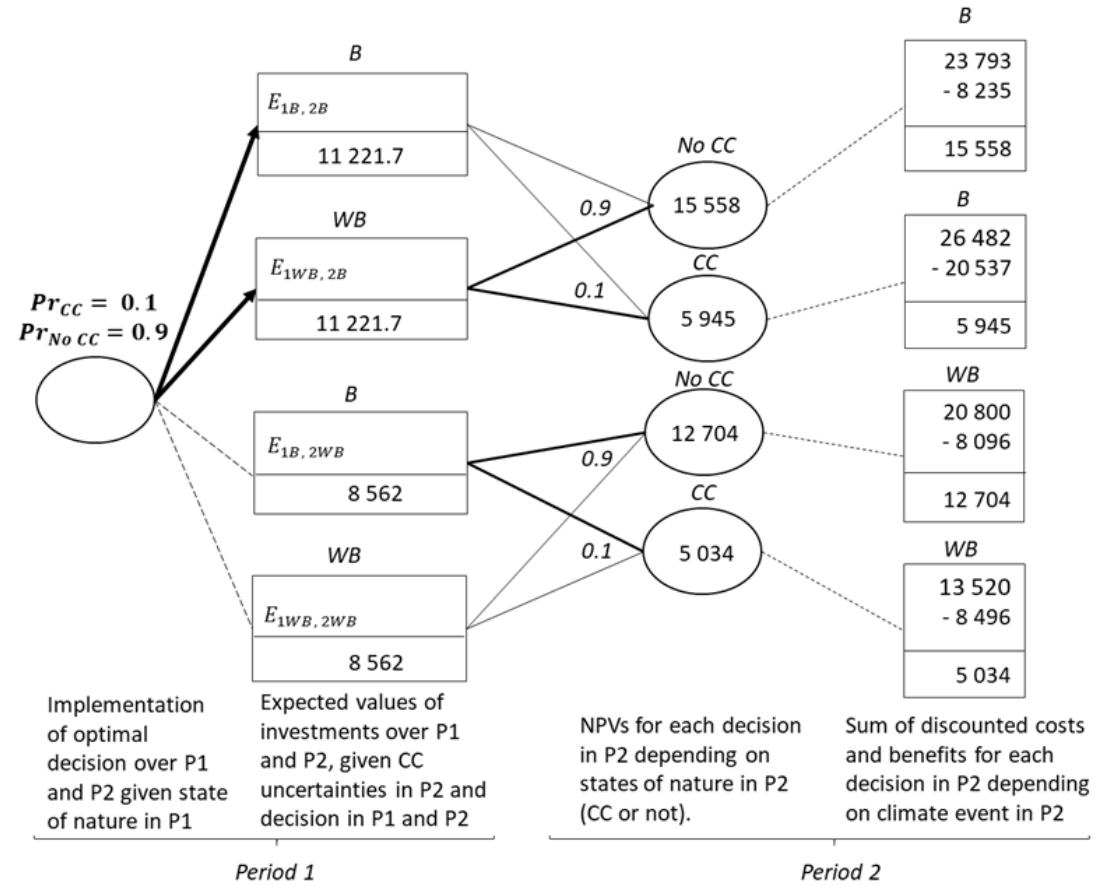 Pr_CC = 0.1
Pr_No CC = 0.9
B
E_1B, 2B
11 221.7
WB
E_1WB, 2B
11 221.7
B
E_1B, 2WB
8 562
WB
E_1WB, 2WB
8 562
0.9
0.1
0.9
0.1
No CC
15 558
CC
5 945
No CC
12 704
CC
5 034
B
23 793
- 8 235
15 558
B
26 482
- 20 537
5 945
WB
20 800
- 8 096
12 704
WB
13 520
- 8 496
5 034
Implementation
of optimal
decision over P1
and P2 given state
of nature in P1
Expected values of
investments over P1
and P2, given CC
uncertainties in P2 and
decision in P1 and P2
NPVs for each decision
in P2 depending on
states of nature in P2
(CC or not).
Sum of discounted costs
and benefits for each
decision in P2 depending
on climate event in P2
Period 1
Period 2